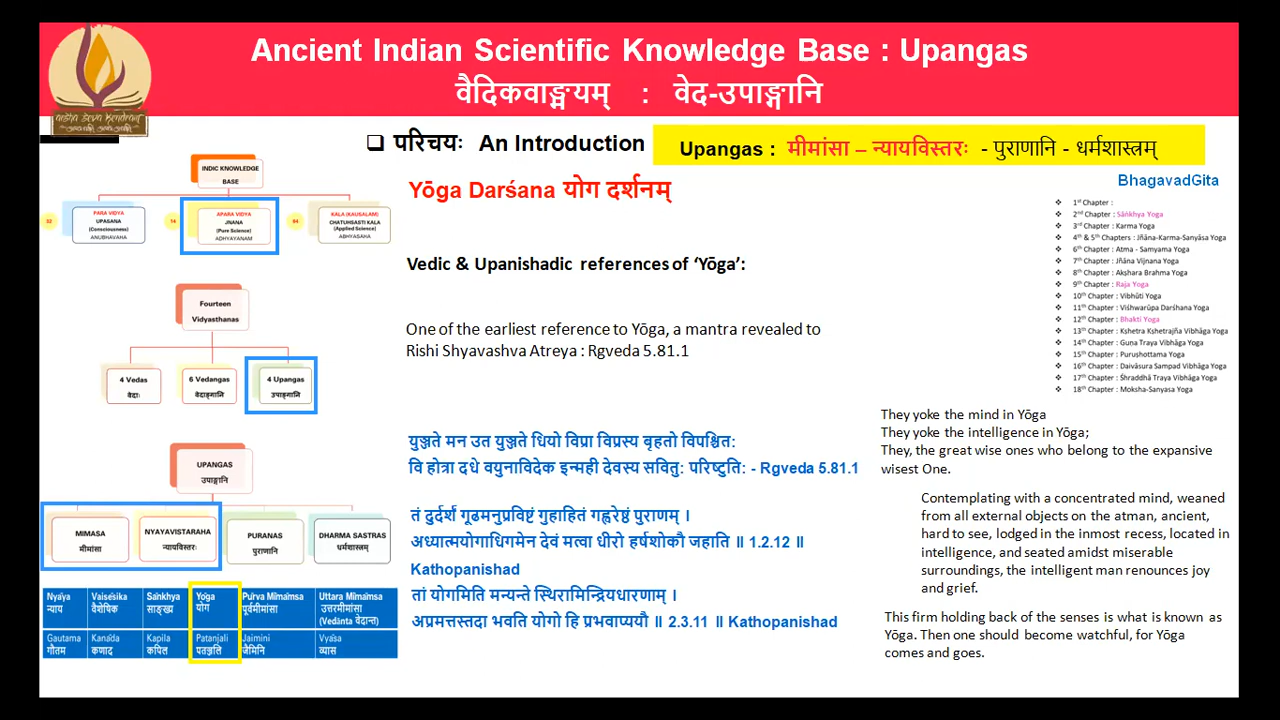 Ancient Indian Scientific Knowledge Base : Upangas
वैदिकवाङ्मयम् : वेद-उपाङ्गानि
arsha seva kendram
❑ परिचयः An Introduction
Upangas : मीमांसा – न्यायविस्तरः - पुराणानि - धर्मशास्त्रम्
INDIC KNOWLEDGE
BASE
32
PARA VIDYA
UPASANA
(Consciousness)
ANUBHAVAHA
14
APARA VIDYA
JNANA
(Pure Science)
ADHYAYANAM
64
KALA (KAUSALAM)
CHATUHSASTI KALA
(Applied Science)
ABHYASAHA
Fourteen
Vidyasthanas
4 Vedas
वेदाः
6 Vedangas
वेदाङ्गानि
4 Upangas
उपाङ्गानि
UPANGAS
उपाङ्गानि
MIMASA
मीमांसा
NYAYAVISTARAHA
न्यायविस्तरः
PURANAS
पुराणानि
DHARMA SASTRAS
धर्मशास्त्रम्
Nyāya Vaiśesika Sāṅkhya Yōga Pūrva Mīmāmsa Uttara Mīmāmsa
न्याय वैशेषिक साङ्ख्य योग पूर्वमीमांसा उत्तरमीमांसा
(Vedānta वेदान्त)
Gautama Kanāda Kapila Patanjali Jaimini Vyāsa
गौतम कणाद कपिल पतञ्जलि जैमिनि व्यास
Yōga Darśana योग दर्शनम्
Vedic & Upanishadic references of ‘Yōga’:
One of the earliest reference to Yōga, a mantra revealed to
Rishi Shyavashva Atreya : Rgveda 5.81.1
युञ्जते मन उत युञ्जते धियो विप्रा विप्रस्य बृहतो विपश्चित:
वि होत्रा दधे वयुनाविदेक इन्मही देवस्य सवितु: परिष्टुति: - Rgveda 5.81.1
तं दुर्दर्शं गूढमनुप्रविष्टं गुहाहितं गह्वरेष्ठं पुराणम् ।
अध्यात्मयोगाधिगमेन देवं मत्वा धीरो हर्षशोकौ जहाति ॥ 1.2.12 ॥
Kathopanishad
तां योगमिति मन्यन्ते स्थिरामिन्द्रियधारणाम् ।
अप्रमत्तस्तदा भवति योगो हि प्रभवाप्ययौ ॥ 2.3.11 ॥ Kathopanishad
BhagavadGita
❖ 1st Chapter :
❖ 2nd Chapter : Sāṅkhya Yoga
❖ 3rd Chapter : Karma Yoga
❖ 4th & 5th Chapters : Jñāna-Karma-Sanyāsa Yoga
❖ 6th Chapter : Atma - Samyama Yoga
❖ 7th Chapter : Jñāna Vijnana Yoga
❖ 8th Chapter : Akshara Brahma Yoga
❖ 9th Chapter : Raja Yoga
❖ 10th Chapter : Vibhūti Yoga
❖ 11th Chapter : Viśhwarūpa Darśhana Yoga
❖ 12th Chapter : Bhakti Yoga
❖ 13th Chapter : Kshetra Kshetrajña Vibhāga Yoga
❖ 14th Chapter : Guṇa Traya Vibhāga Yoga
❖ 15th Chapter : Puruṣhottama Yoga
❖ 16th Chapter : Daivāsura Sampad Vibhāga Yoga
❖ 17th Chapter : Śhraddhā Traya Vibhāga Yoga
❖ 18th Chapter : Moksha-Sanyasa Yoga
They yoke the mind in Yōga
They yoke the intelligence in Yōga;
They, the great wise ones who belong to the expansive
wisest One.
Contemplating with a concentrated mind, weaned
from all external objects on the atman, ancient,
hard to see, lodged in the inmost recess, located in
intelligence, and seated amidst miserable
surroundings, the intelligent man renounces joy
and grief.
This firm holding back of the senses is what is known as
Yōga. Then one should become watchful, for Yōga
comes and goes.